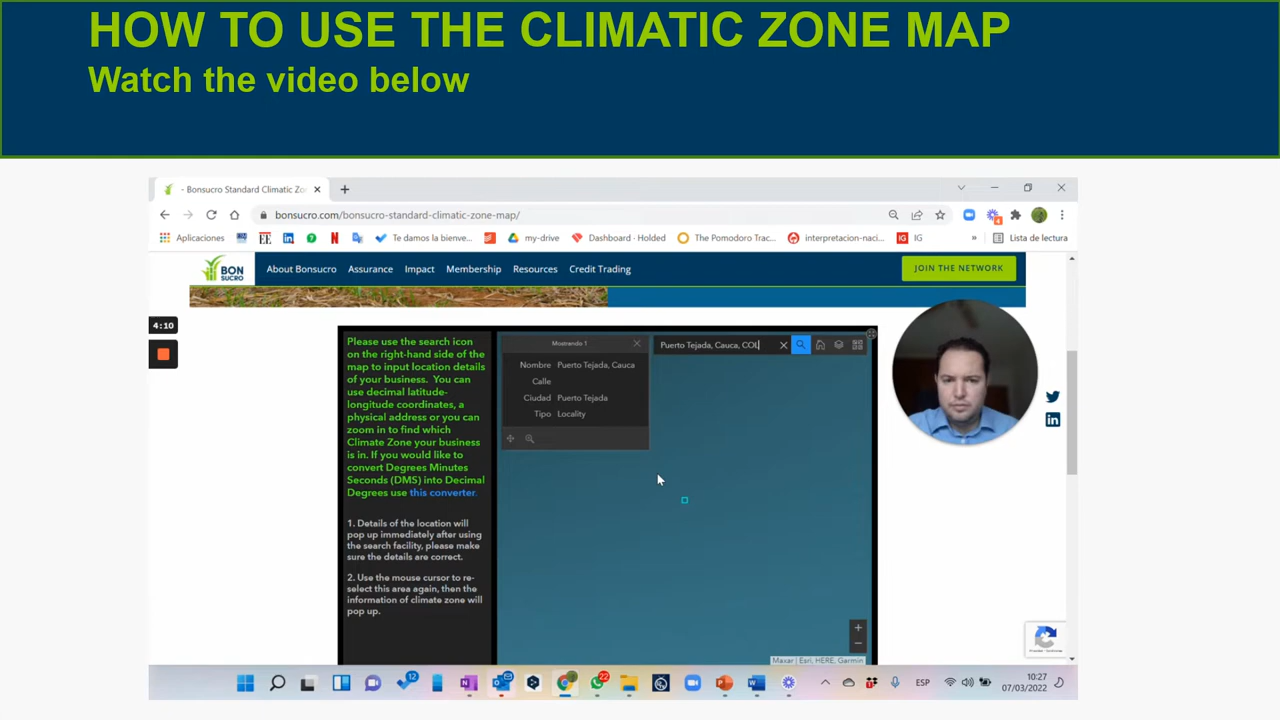 HOW TO USE THE CLIMATIC ZONE MAP
Watch the video below
- Bonsucro Standard Climatic Zo
bonsucro.com/bonsucro-standard-climatic-zone-map/
Aplicaciones
Te damos la bienve...
my-drive
Dashboard · Holded
The Pomodoro Trac...
interpretacion-naci...
IG
»
Lista de lectura
BON
SUCRO
About Bonsucro
Assurance
Impact
Membership
Resources
Credit Trading
JOIN THE NETWORK
4:10
Please use the search icon
on the right-hand side of the
map to input location details
of your business. You can
use decimal latitude-
longitude coordinates, a
physical address or you can
zoom in to find which
Climate Zone your business
is in. If you would like to
convert Degrees Minutes
Seconds (DMS) into Decimal
Degrees use this converter.
1. Details of the location will
pop up immediately after using
the search facility, please make
sure the details are correct.
2. Use the mouse cursor to re-
select this area again, then the
information of climate zone will
pop up.
Mostrando 1
Nombre Puerto Tejada, Cauca
Calle
Ciudad Puerto Tejada
Tipo Locality
Puerto Tejada, Cauca, COL
Maxar | Esri, HERE, Garmin
12
22
ESP
10:27
07/03/2022